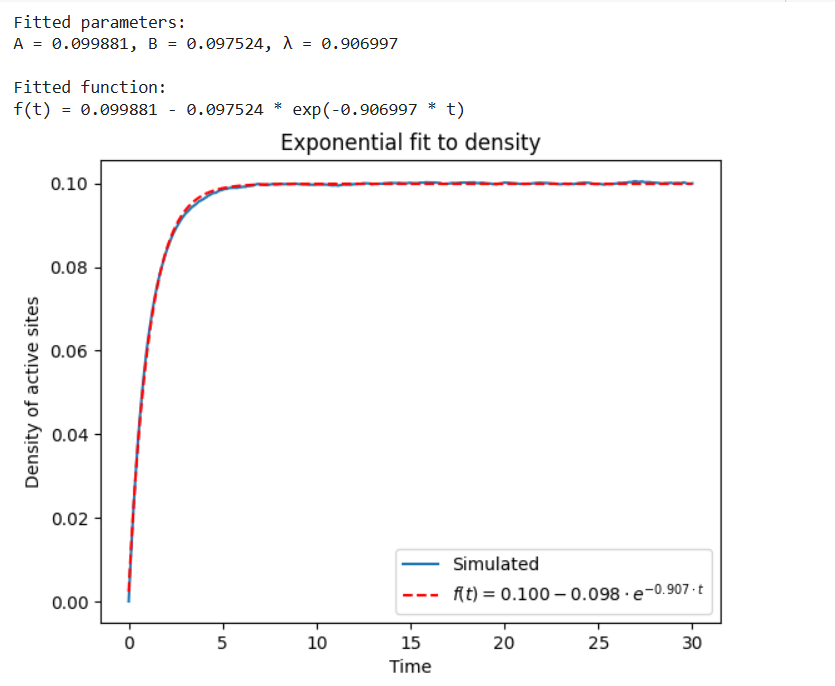 Fitted parameters:
A = 0.099881, B = 0.097524, λ = 0.906997
Fitted function:
f(t) = 0.099881 - 0.097524 * exp(-0.906997 * t)
Exponential fit to density
Density of active sites
0.10
0.08
0.06
0.04
0.02
0.00
Simulated
f(t) = 0.100 − 0.098 · e^{−0.907 · t}
0 5 10 15 20 25 30
Time